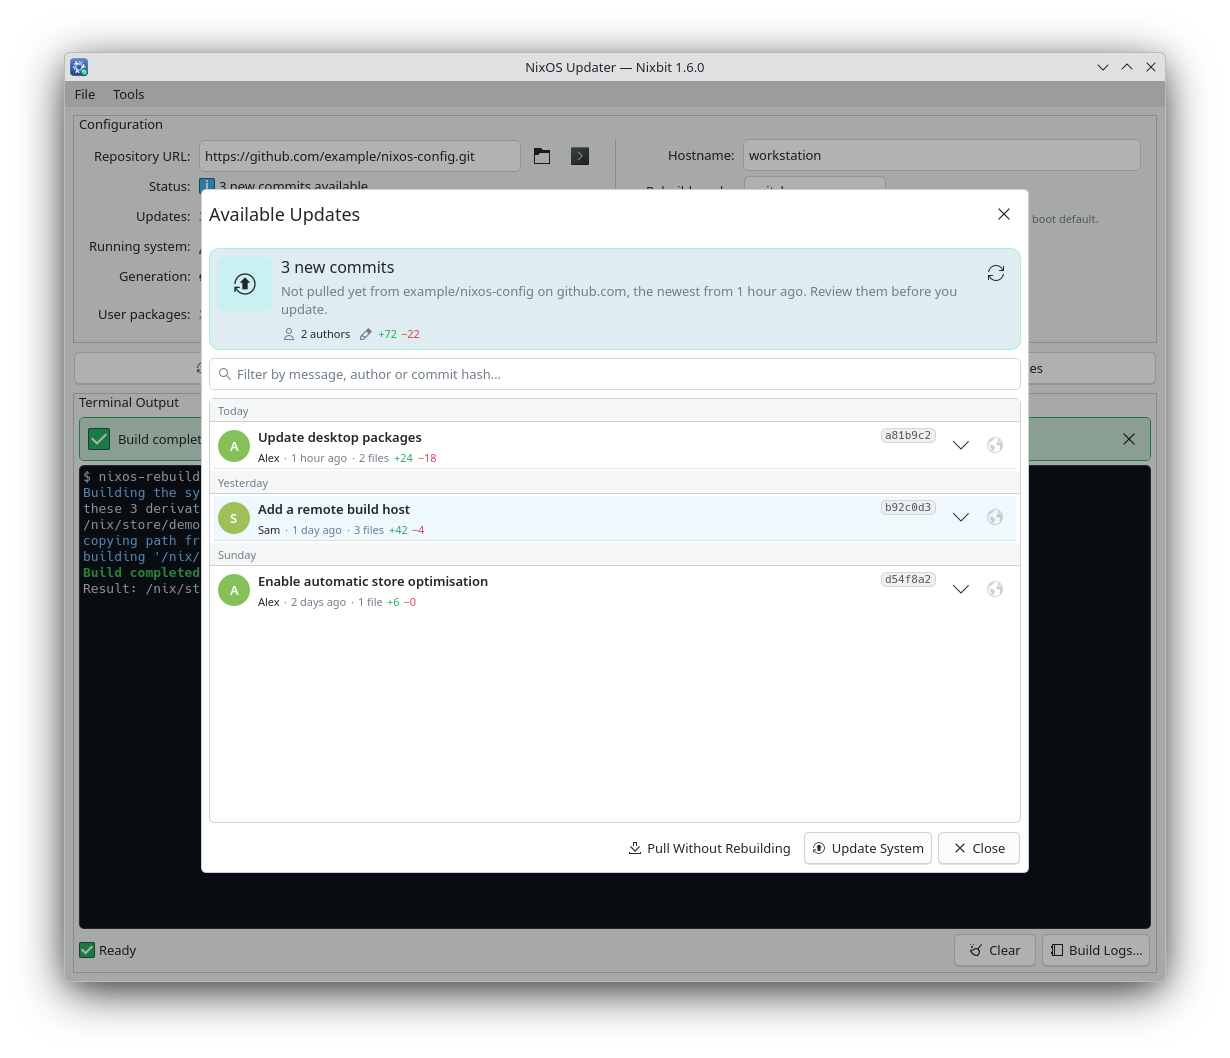 NixOS Updater — Nixbit 1.6.0
File Tools
Configuration
Repository URL: https://github.com/example/nixos-config.git
Hostname: workstation
Status: 3 new commits available
Updates:
boot default.
Running system:
Generation:
User packages:
es
Terminal Output
Build complet
$ nixos-rebuild
Building the sy
these 3 derivat
/nix/store/demo
copying path fr
building '/nix/
Build completed
Result: /nix/st
Available Updates
3 new commits
Not pulled yet from example/nixos-config on github.com, the newest from 1 hour ago. Review them before you
update.
2 authors +72 −22
Filter by message, author or commit hash...
Today
A Update desktop packages a81b9c2
Alex · 1 hour ago · 2 files +24 −18
Yesterday
S Add a remote build host b92c0d3
Sam · 1 day ago · 3 files +42 −4
Sunday
A Enable automatic store optimisation d54f8a2
Alex · 2 days ago · 1 file +6 −0
Pull Without Rebuilding Update System Close
Ready
Clear Build Logs...